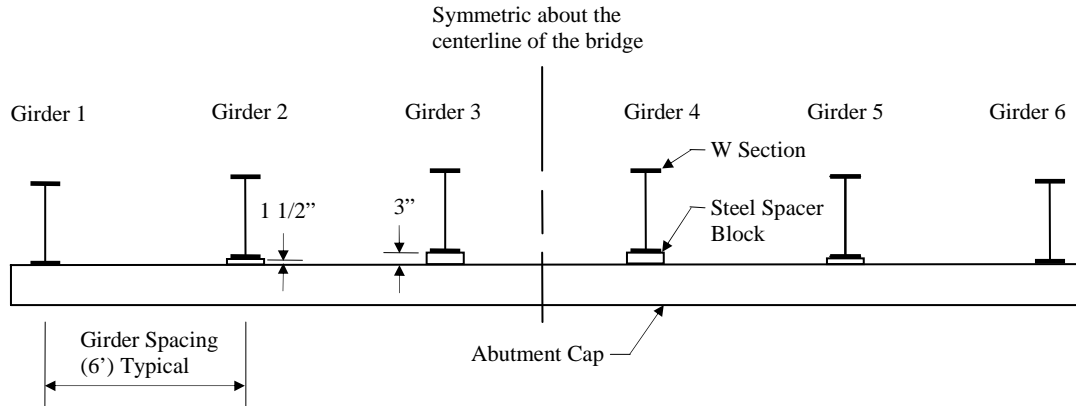 Symmetric about the
centerline of the bridge
Girder 1
Girder 2
Girder 3
Girder 4
Girder 5
Girder 6
W Section
1 1/2”
3”
Steel Spacer
Block
Girder Spacing
(6’) Typical
Abutment Cap